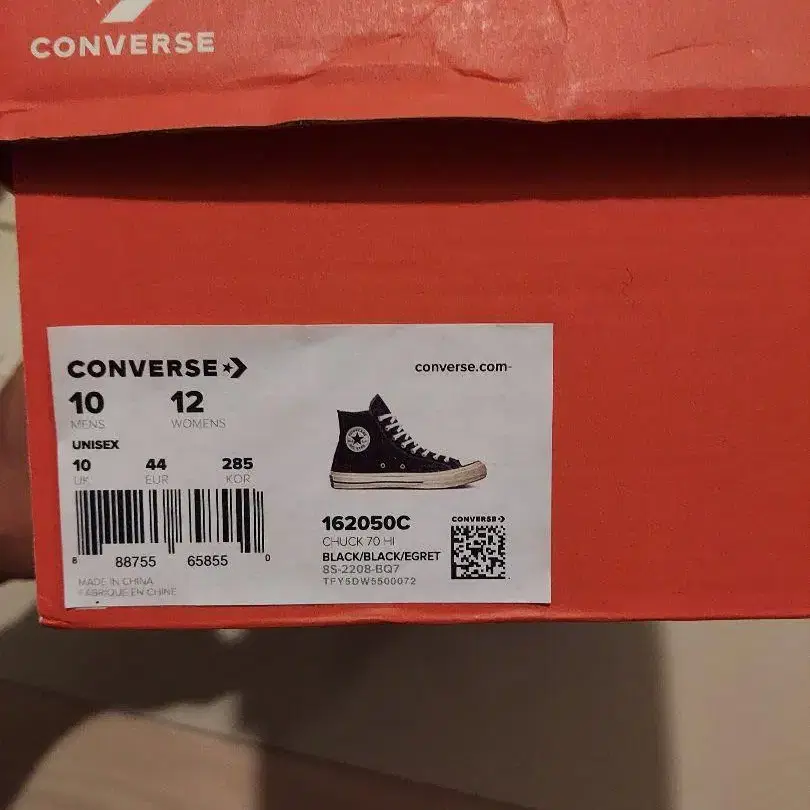 CONVERSE
CONVERSE
converse.com-
10 12
MENS WOMENS
UNISEX
10 44 285
UK EUR KOR
8 88755 65855 0
MADE IN CHINA
FABRIQUE EN CHINE
162050C
CHUCK 70 HI
BLACK/BLACK/EGRET
8S-2208-BQ7
TFY5DW5500072
CONVERSE